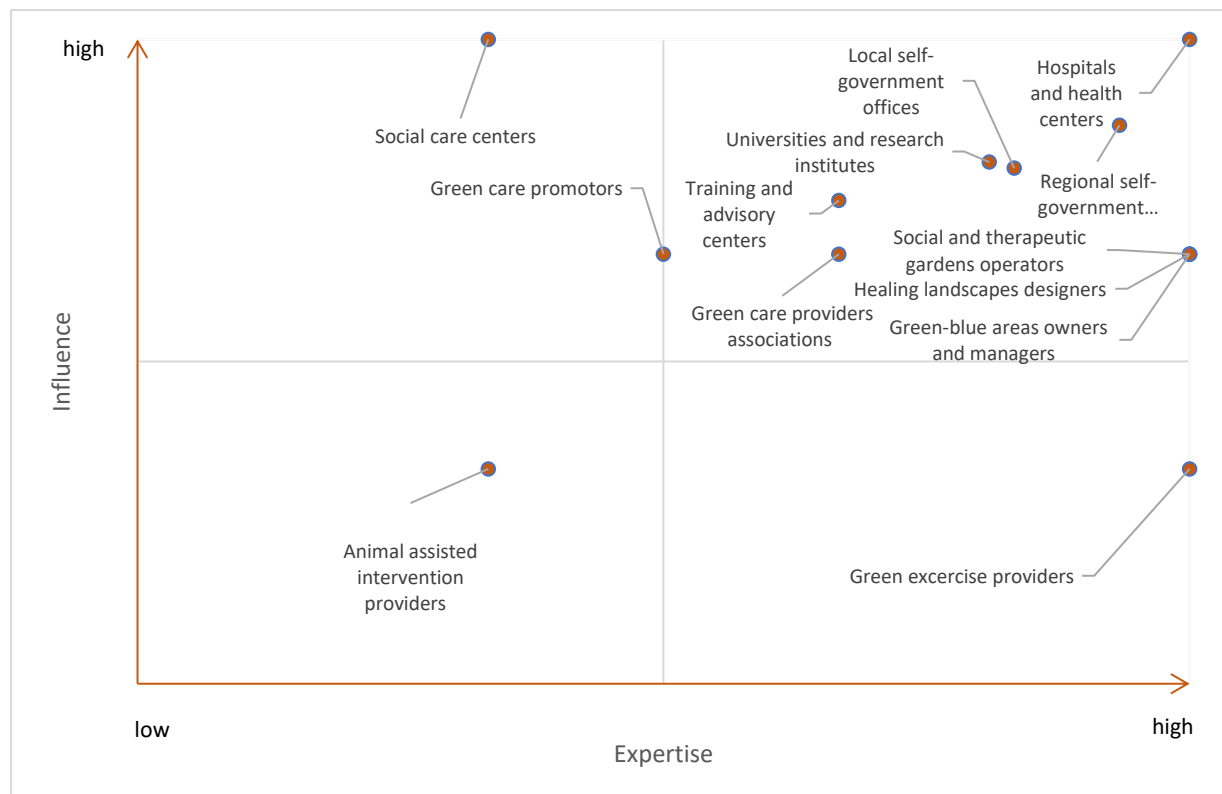 high
Social care centers
Green care promotors
Local self-
government
offices
Universities and research
institutes
Training and
advisory
centers
Hospitals
and health
centers
Regional self-
government...
Social and therapeutic
gardens operators
Healing landscapes designers
Green-blue areas owners
and managers
Green care providers
associations
Influence
Animal assisted
intervention
providers
Green excercise providers
low
high
Expertise